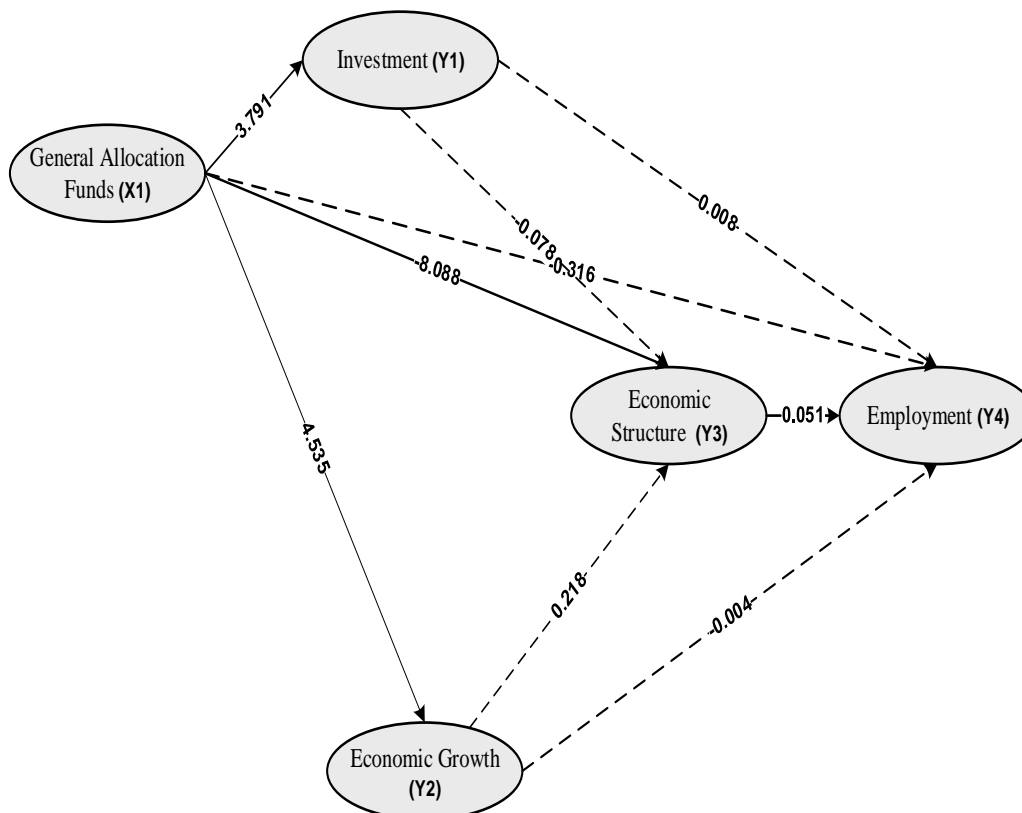 Investment (Y1)
3.791
General Allocation
Funds (X1)
0.008
-0.078
-8.088
0.316
Economic
Structure (Y3)
0.051
Employment (Y4)
4.535
0.218
-0.004
Economic Growth
(Y2)